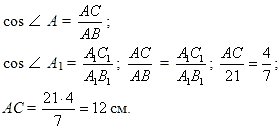 cos ∠ A = AC/AB;
cos ∠ A₁ = A₁C₁/A₁B₁; AC/AB = A₁C₁/A₁B₁; AC/21 = 4/7;
AC = 21·4/7 = 12 см.